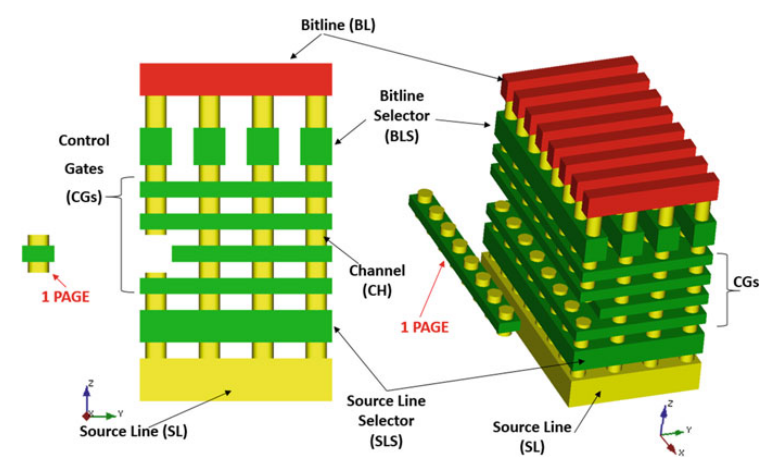 Bitline (BL)
Bitline
Selector
(BLS)
Control
Gates
(CGs)
1 PAGE
Channel
(CH)
1 PAGE
CGs
Source Line (SL)
Source Line
Selector
(SLS)
Source Line
(SL)
Z
X
Y
Z
Y
X